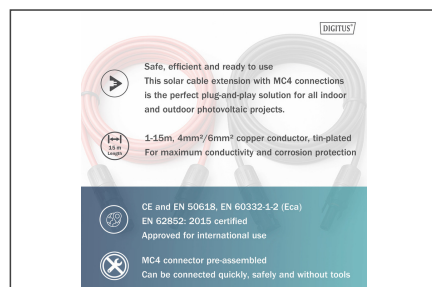 DIGITUS®
Safe, efficient and ready to use
This solar cable extension with MC4 connections
is the perfect plug-and-play solution for all indoor
and outdoor photovoltaic projects.
15 m
Length
1-15m, 4mm²/6mm² copper conductor, tin-plated
For maximum conductivity and corrosion protection
CE and EN 50618, EN 60332-1-2 (Eca)
EN 62852: 2015 certified
Approved for international use
MC4 connector pre-assembled
Can be connected quickly, safely and without tools